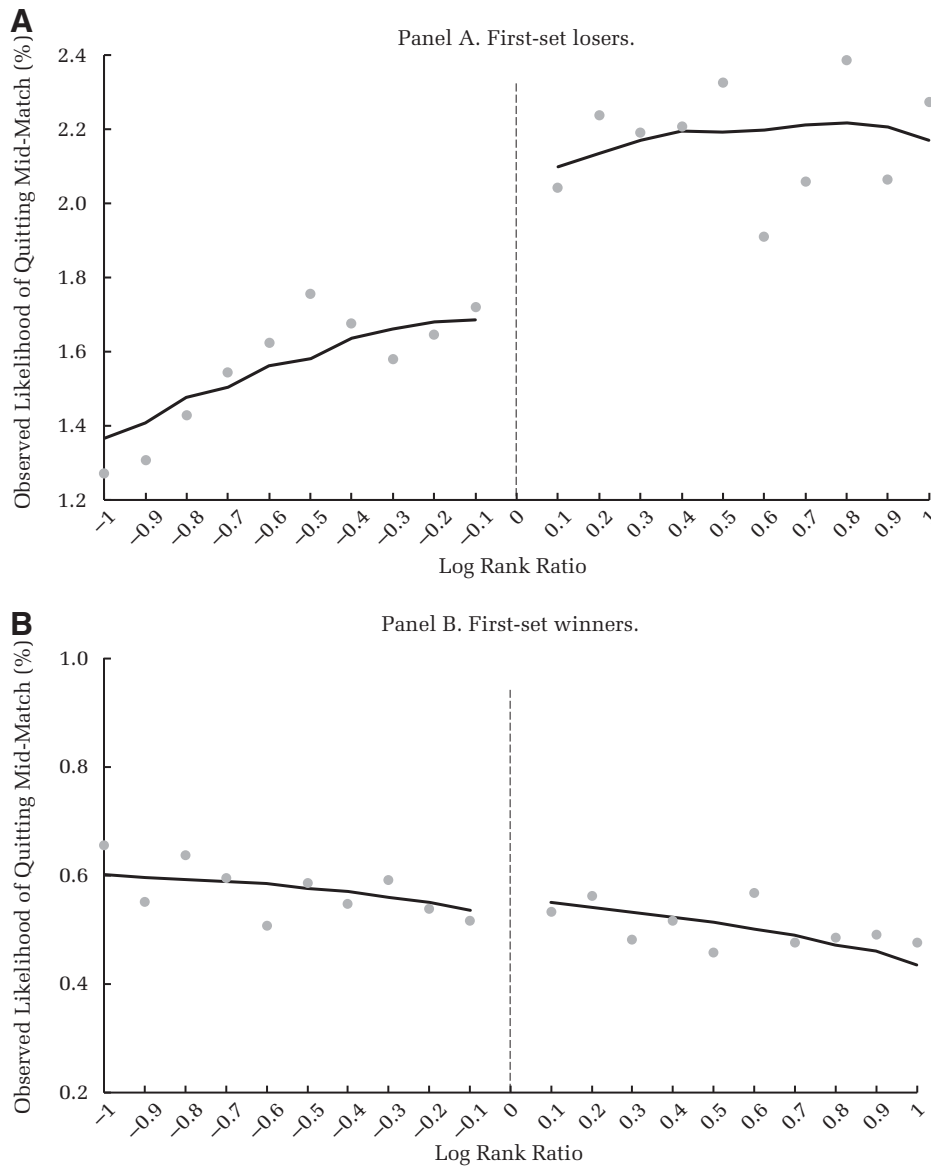 A
Panel A. First-set losers.
Observed Likelihood of Quitting Mid-Match (%)
2.4
2.2
2.0
1.8
1.6
1.4
1.2
−1 −0.9 −0.8 −0.7 −0.6 −0.5 −0.4 −0.3 −0.2 −0.1 0 0.1 0.2 0.3 0.4 0.5 0.6 0.7 0.8 0.9 1
Log Rank Ratio
B
Panel B. First-set winners.
Observed Likelihood of Quitting Mid-Match (%)
1.0
0.8
0.6
0.4
0.2
−1 −0.9 −0.8 −0.7 −0.6 −0.5 −0.4 −0.3 −0.2 −0.1 0 0.1 0.2 0.3 0.4 0.5 0.6 0.7 0.8 0.9 1
Log Rank Ratio